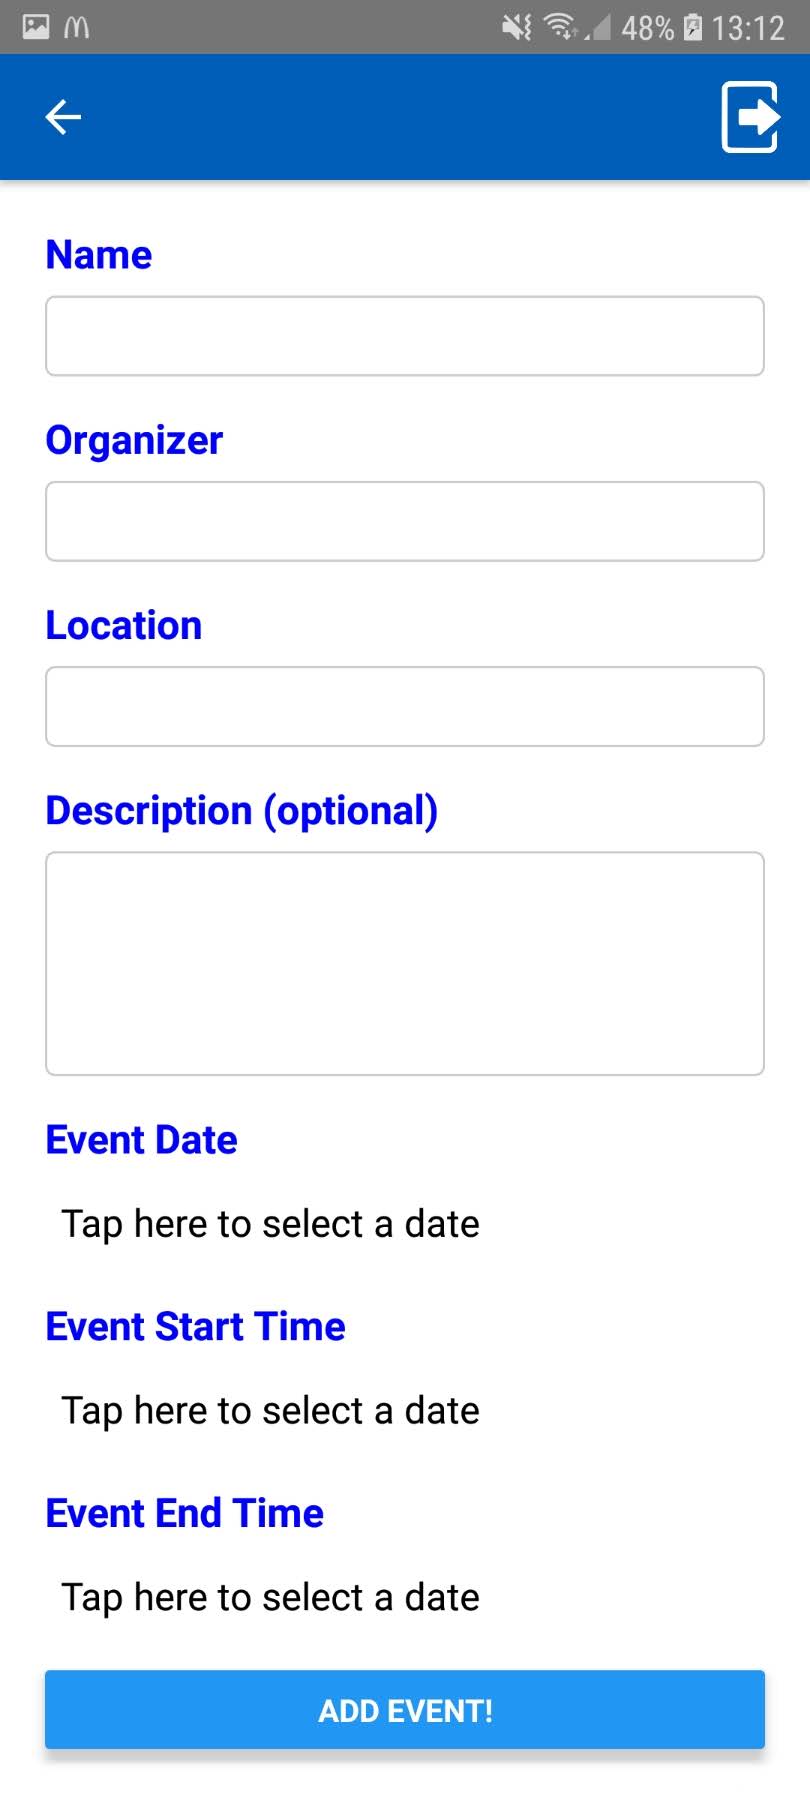 48% 13:12
Name
Organizer
Location
Description (optional)
Event Date
Tap here to select a date
Event Start Time
Tap here to select a date
Event End Time
Tap here to select a date
ADD EVENT!